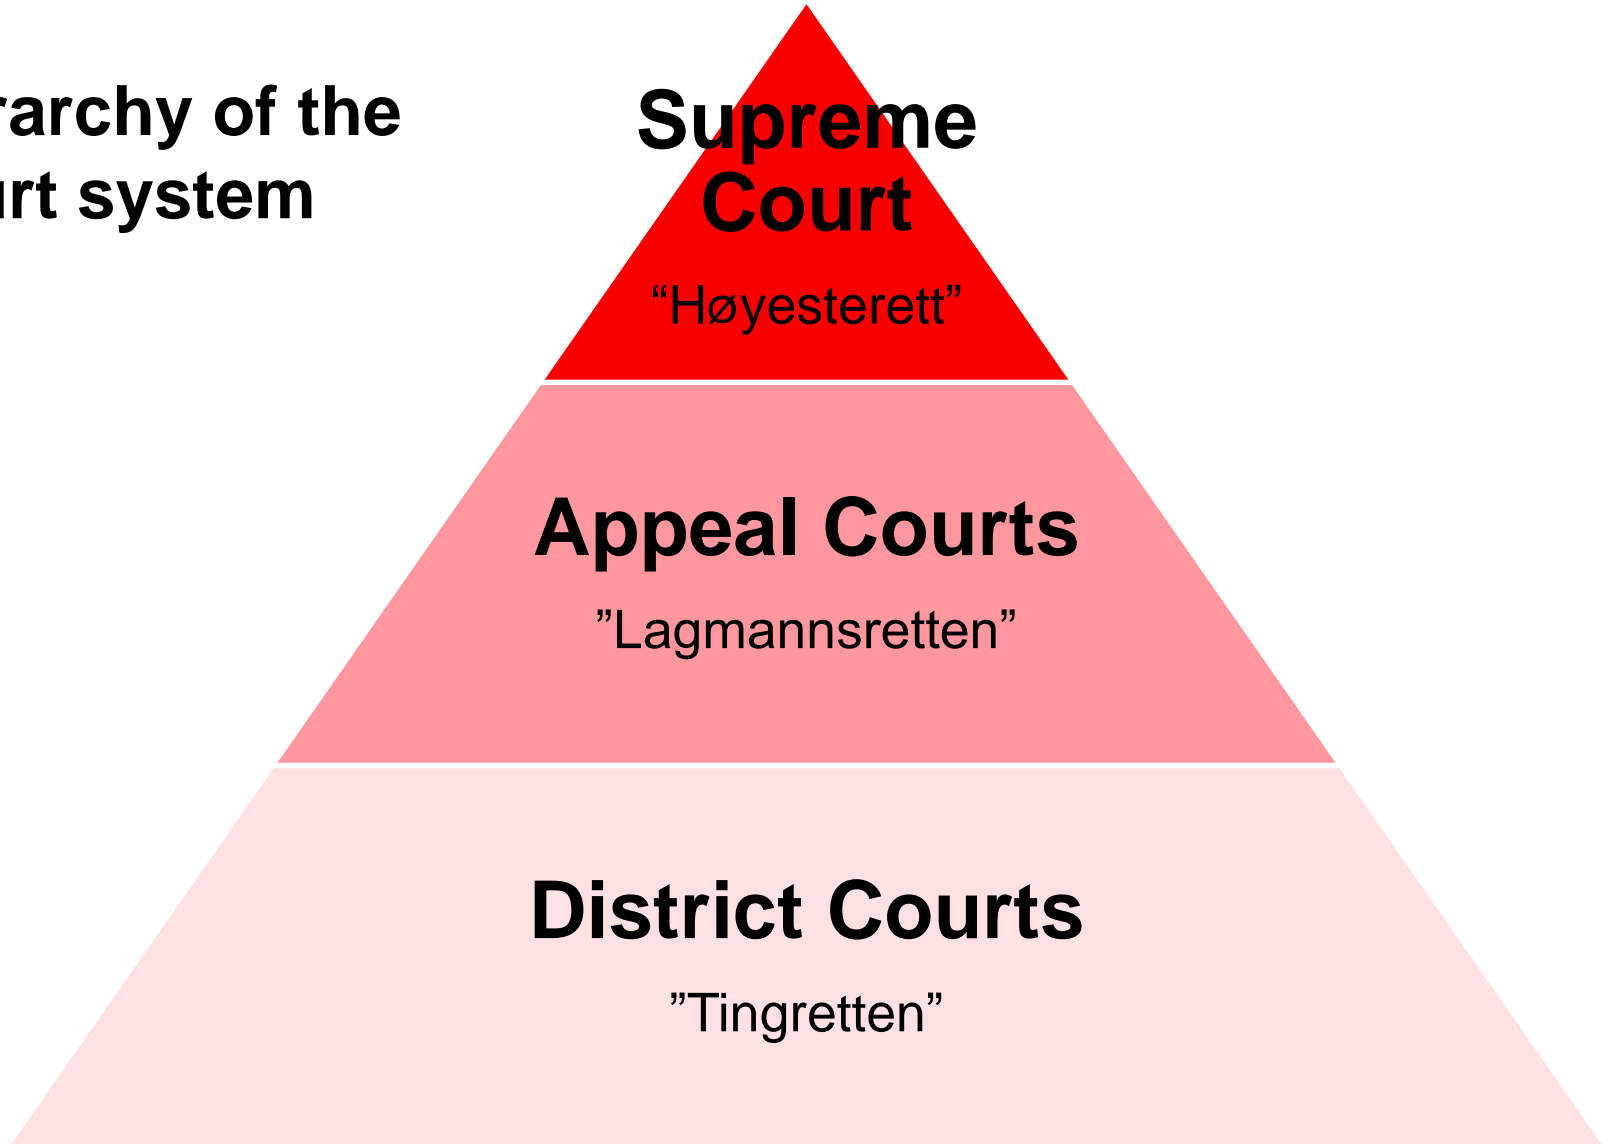 rarchy of the
urt system
Supreme
Court
“Høyesterett”
Appeal Courts
”Lagmannsretten”
District Courts
”Tingretten”